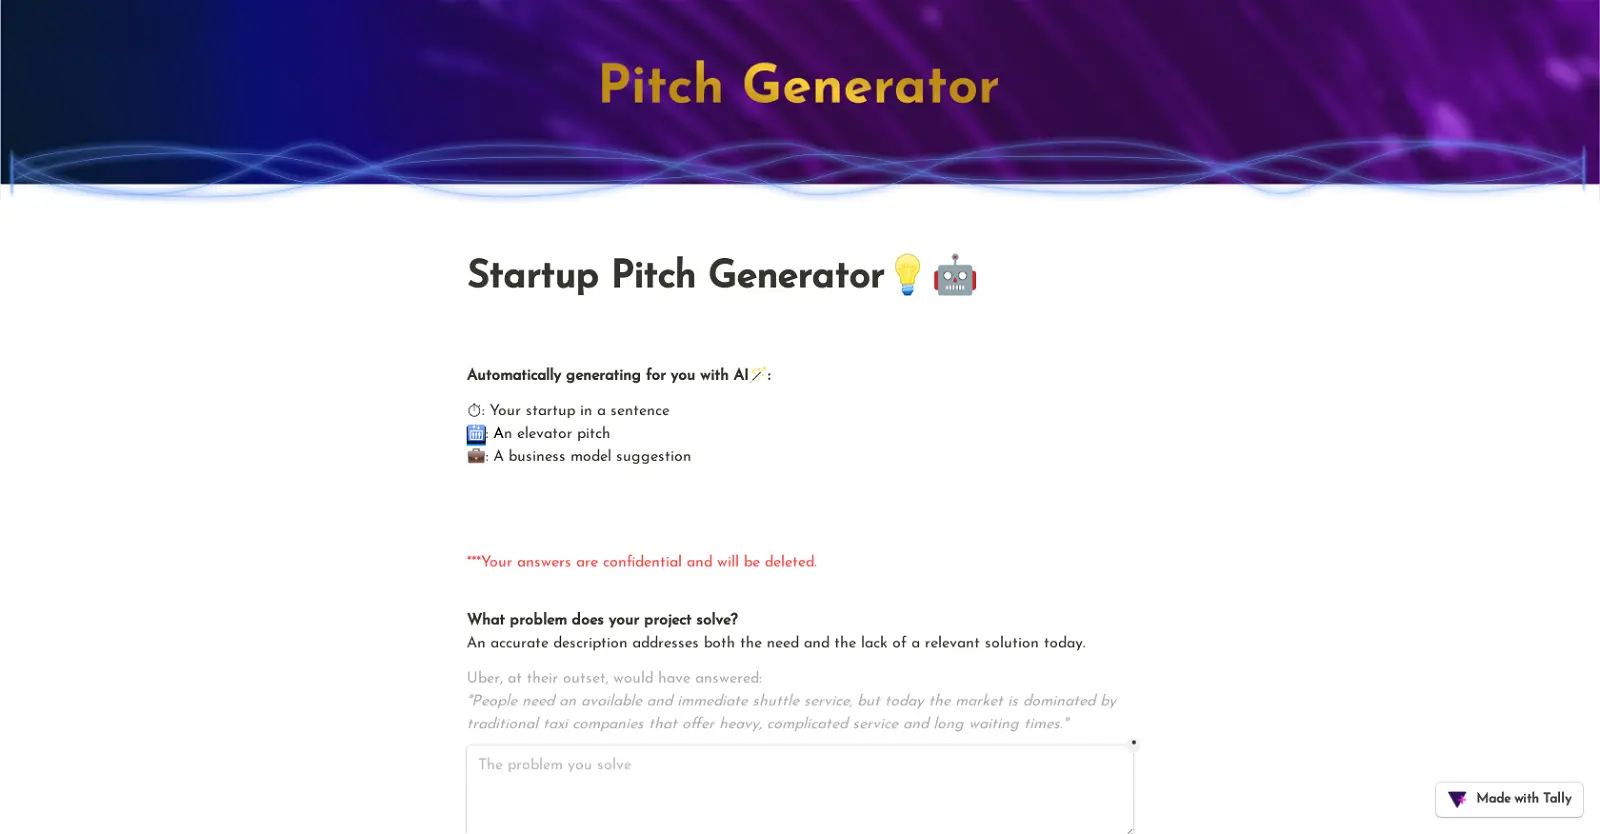 Pitch Generator
Startup Pitch Generator💡🤖
Automatically generating for you with AI🪄:
⏱: Your startup in a sentence
🛗: An elevator pitch
💼: A business model suggestion
***Your answers are confidential and will be deleted.
What problem does your project solve?
An accurate description addresses both the need and the lack of a relevant solution today.
Uber, at their outset, would have answered:
"People need an available and immediate shuttle service, but today the market is dominated by
traditional taxi companies that offer heavy, complicated service and long waiting times."
The problem you solve
Made with Tally